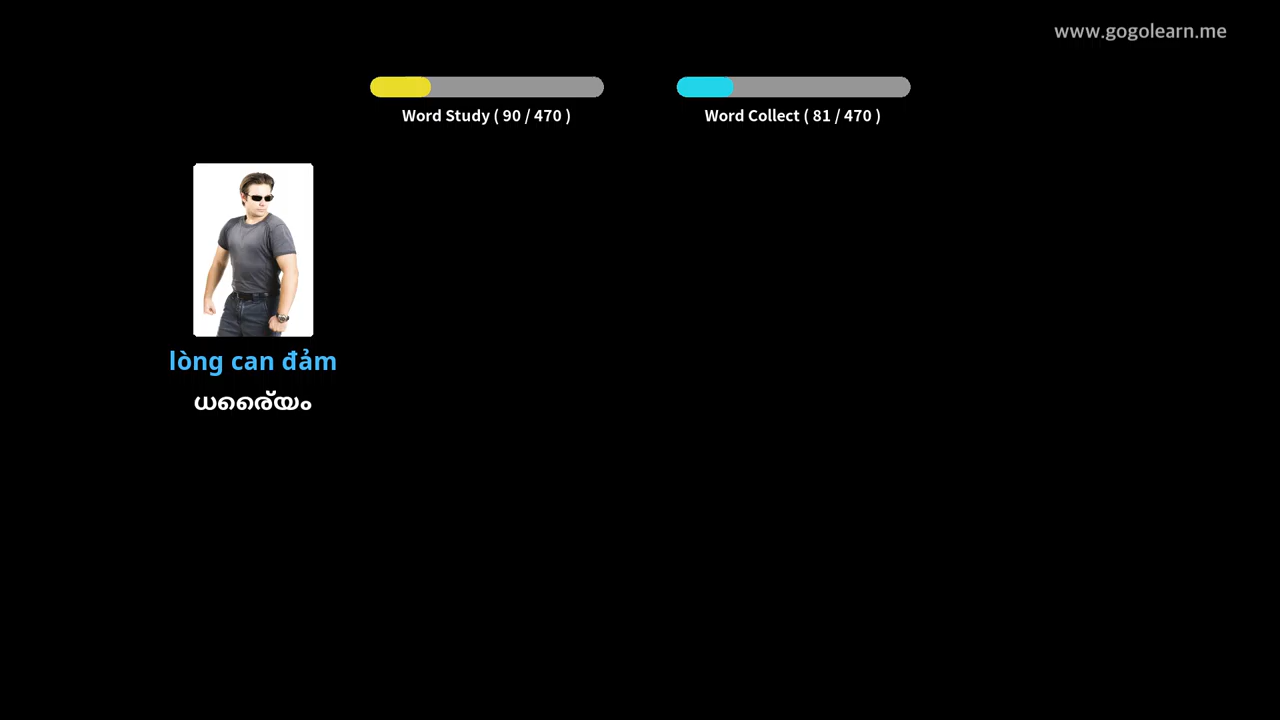 www.gogolearn.me
Word Study ( 90 / 470 )
Word Collect ( 81 / 470 )
lòng can đảm
ധൈര്യം